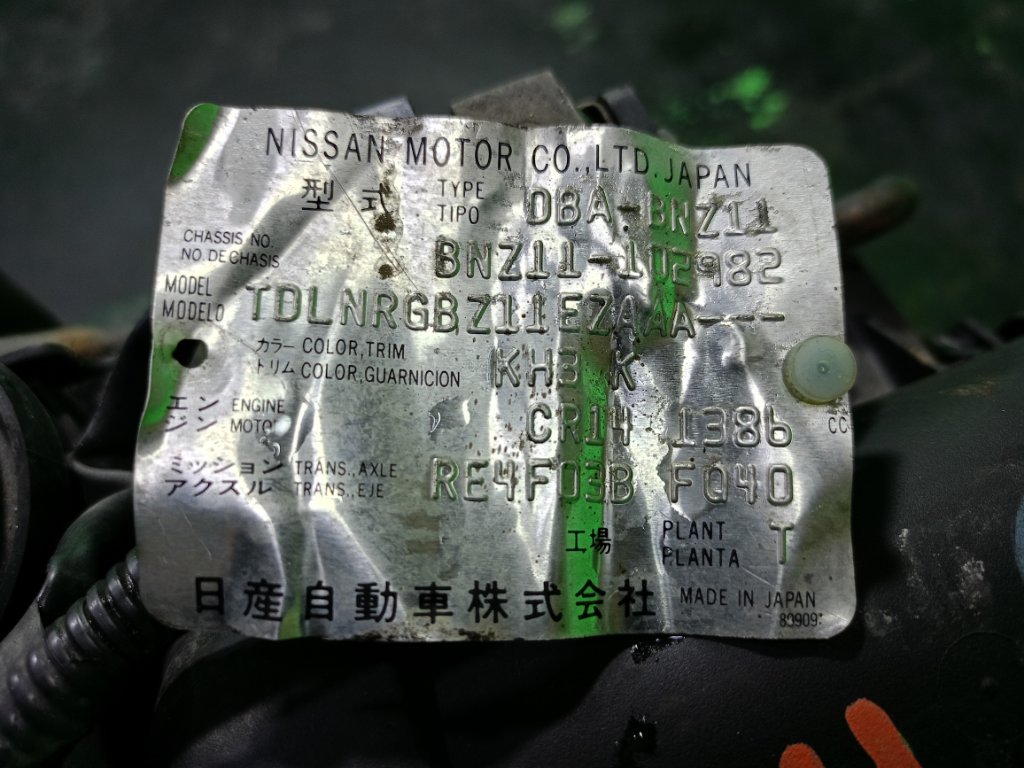 NISSAN MOTOR CO.,LTD.JAPAN
型式 TYPE TIPO DBA-BNZ11
CHASSIS NO. NO.DE CHASIS BNZ11-102982
MODEL MODELO TDLNRGBZ11EZAAA---
カラー COLOR,TRIM
トリム COLOR,GUARNICION KH3 K
エン ENGINE
ジン MOTOR CR14 1386
CC
ミッション TRANS.,AXLE
アクスル TRANS.,EJE RE4F03B FQ40
工場 PLANT PLANTA T
日産自動車株式会社 MADE IN JAPAN